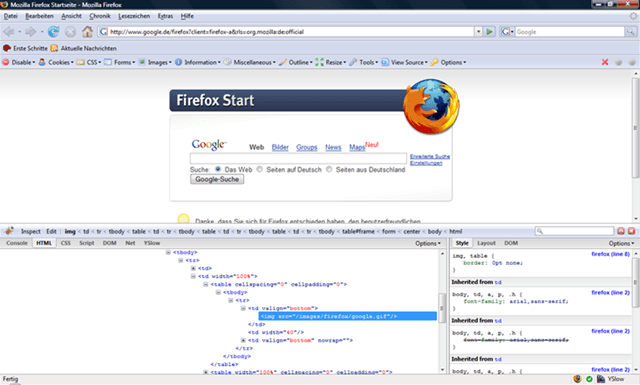 Mozilla Firefox Startseite - Mozilla Firefox
Datei Bearbeiten Ansicht Chronik Lesezeichen Extras Hilfe
http://www.google.de/firefox?client=firefox-a&rls=org.mozilla:de:official Google
Erste Schritte Aktuelle Nachrichten
Disable Cookies CSS Forms Images Information Miscellaneous Outline Resize Tools View Source Options
Firefox Start
Google Web Bilder Groups News Maps Neu!
Erweiterte Suche
Einstellungen
Suche: Das Web Seiten auf Deutsch Seiten aus Deutschland
Google-Suche
Danke, dass Sie sich für Firefox entschieden haben, den benutzerfreundlichen
Inspect Edit img < td < tr < tbody < table < td < tr < tbody < table < td < tr < tbody < table#frame < form < center < body < html
Console HTML CSS Script DOM Net YSlow Options
Style Layout DOM Options
<tbody>
<tr>
<td>
<td width="100%">
<table cellspacing="0" cellpadding="0">
<tbody>
<tr>
<td valign="bottom">
<img src="/images/firefox/google.gif"/>
</td>
<td width="40"/>
<td valign="bottom" nowrap="">
</tr>
</tbody>
</table>
<table width="100%" cellspacing="0" cellpadding="0">
img, table { firefox (line 8)
border: 0pt none;
}
Inherited from td
body, td, a, p, .h { firefox (line 2)
font-family: arial,sans-serif;
}
Inherited from tr
body, td, a, p, .h { firefox (line 2)
font-family: arial,sans-serif;
}
Inherited from td
body, td, a, p, .h { firefox (line 2)
Fertig YSlow